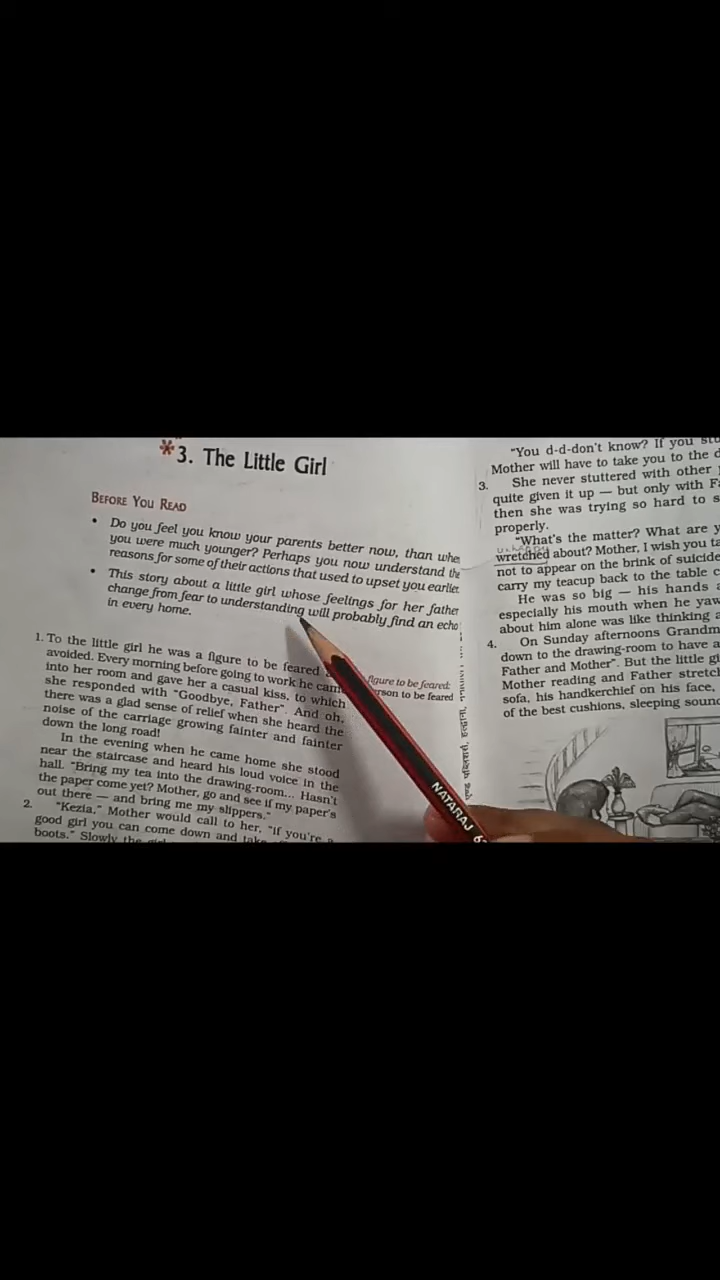 *3. The Little Girl
BEFORE YOU READ
• Do you feel you know your parents better now, than
you were much younger? Perhaps you now understand the
reasons for some of their actions that used to upset you earlier.
• This story about a little girl whose feelings for her father
change from fear to understanding will probably find an echo
in every home.
1. To the little girl he was a figure to be feared
avoided. Every morning before going to work he came
into her room and gave her a casual kiss, to which
she responded with “Goodbye, Father”. And oh,
there was a glad sense of relief when she heard the
noise of the carriage growing fainter and fainter
down the long road!
In the evening when he came home she stood
near the staircase and heard his loud voice in the
hall. “Bring my tea into the drawing-room... Hasn't
the paper come yet? Mother, go and see if my paper's
out there — and bring me my slippers.”
2. “Kezia,” Mother would call to her, “if you're a
good girl you can come down and take
boots.” Slowly the girl
figure to be feared:
person to be feared
“You d-d-don't know? If you
Mother will have to take you to the
3. She never stuttered with other
quite given it up — but only with
then she was trying so hard to
properly.
“What's the matter? What are
unhappy
wretched about? Mother, I wish you
not to appear on the brink of suicide
carry my teacup back to the table
He was so big — his hands
especially his mouth when he
about him alone was like thinking
4. On Sunday afternoons
down to the drawing-room to have
Father and Mother”. But the little
Mother reading and Father
sofa, his handkerchief on his face,
of the best cushions, sleeping
NATARAJ